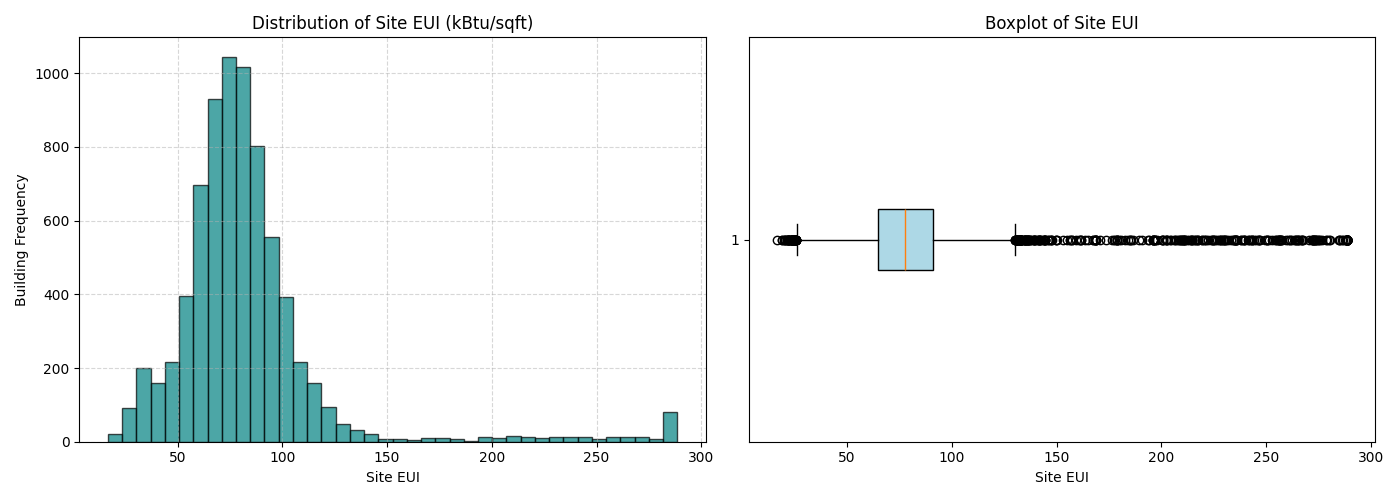 Distribution of Site EUI (kBtu/sqft)
Building Frequency
1000
800
600
400
200
0
50 100 150 200 250 300
Site EUI
Boxplot of Site EUI
1
50 100 150 200 250 300
Site EUI